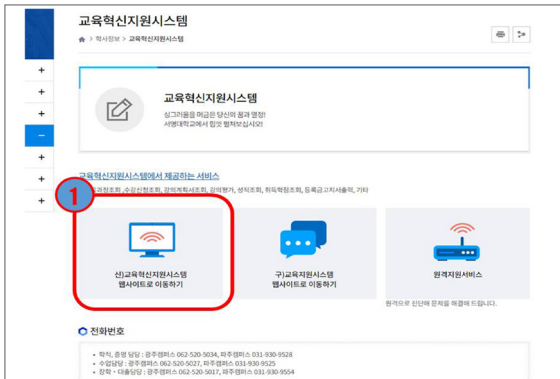 교육혁신지원시스템
> 학사정보 > 교육혁신지원시스템
교육혁신지원시스템
싱그러움을 머금은 당신의 꿈과 열정!
서영대학교에서 힘껏 펼쳐보십시오!
교육혁신지원시스템에서 제공하는 서비스
수강신청조회, 강의계획서조회, 강의평가, 성적조회, 취득학점조회, 등록금고지서출력, 기타
1
신)교육혁신지원시스템
웹사이트로 이동하기
구)교육지원시스템
웹사이트로 이동하기
원격지원서비스
원격으로 진단해 문제를 해결해 드립니다.
전화번호
• 학적, 증명 담당 : 광주캠퍼스 062-520-5034, 파주캠퍼스 031-930-9528
• 수업담당 : 광주캠퍼스 062-520-5027, 파주캠퍼스 031-930-9525
• 장학・대출담당 : 광주캠퍼스 062-520-5017, 파주캠퍼스 031-930-9554